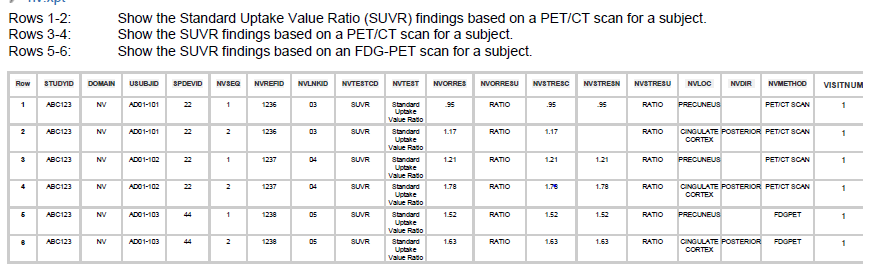 Rows 1-2: Show the Standard Uptake Value Ratio (SUVR) findings based on a PET/CT scan for a subject.
Rows 3-4: Show the SUVR findings based on a PET/CT scan for a subject.
Rows 5-6: Show the SUVR findings based on an FDG-PET scan for a subject.
Row STUDYID DOMAIN USUBJID SPDEVID NVSEQ NVREFID NVLNKID NVTESTCD NVTEST NVORRES NVORRESU NVSTRESC NVSTRESN NVSTRESU NVLOC NVDIR NVMETHOD VISITNUM
1 ABC123 NV AD01-101 22 1 1236 03 SUVR Standard Uptake Value Ratio .95 RATIO .95 .95 RATIO PRECUNEUS PET/CT SCAN 1
2 ABC123 NV AD01-101 22 2 1236 03 SUVR Standard Uptake Value Ratio 1.17 RATIO 1.17 RATIO CINGULATE CORTEX POSTERIOR PET/CT SCAN 1
3 ABC123 NV AD01-102 22 1 1237 04 SUVR Standard Uptake Value Ratio 1.21 RATIO 1.21 1.21 RATIO PRECUNEUS PET/CT SCAN 1
4 ABC123 NV AD01-102 22 2 1237 04 SUVR Standard Uptake Value Ratio 1.78 RATIO 1.78 1.78 RATIO CINGULATE CORTEX POSTERIOR PET/CT SCAN 1
5 ABC123 NV AD01-103 44 1 1238 05 SUVR Standard Uptake Value Ratio 1.52 RATIO 1.52 1.52 RATIO PRECUNEUS FDGPET 1
6 ABC123 NV AD01-103 44 2 1238 05 SUVR Standard Uptake Value Ratio 1.63 RATIO 1.63 1.63 RATIO CINGULATE CORTEX POSTERIOR FDGPET 1